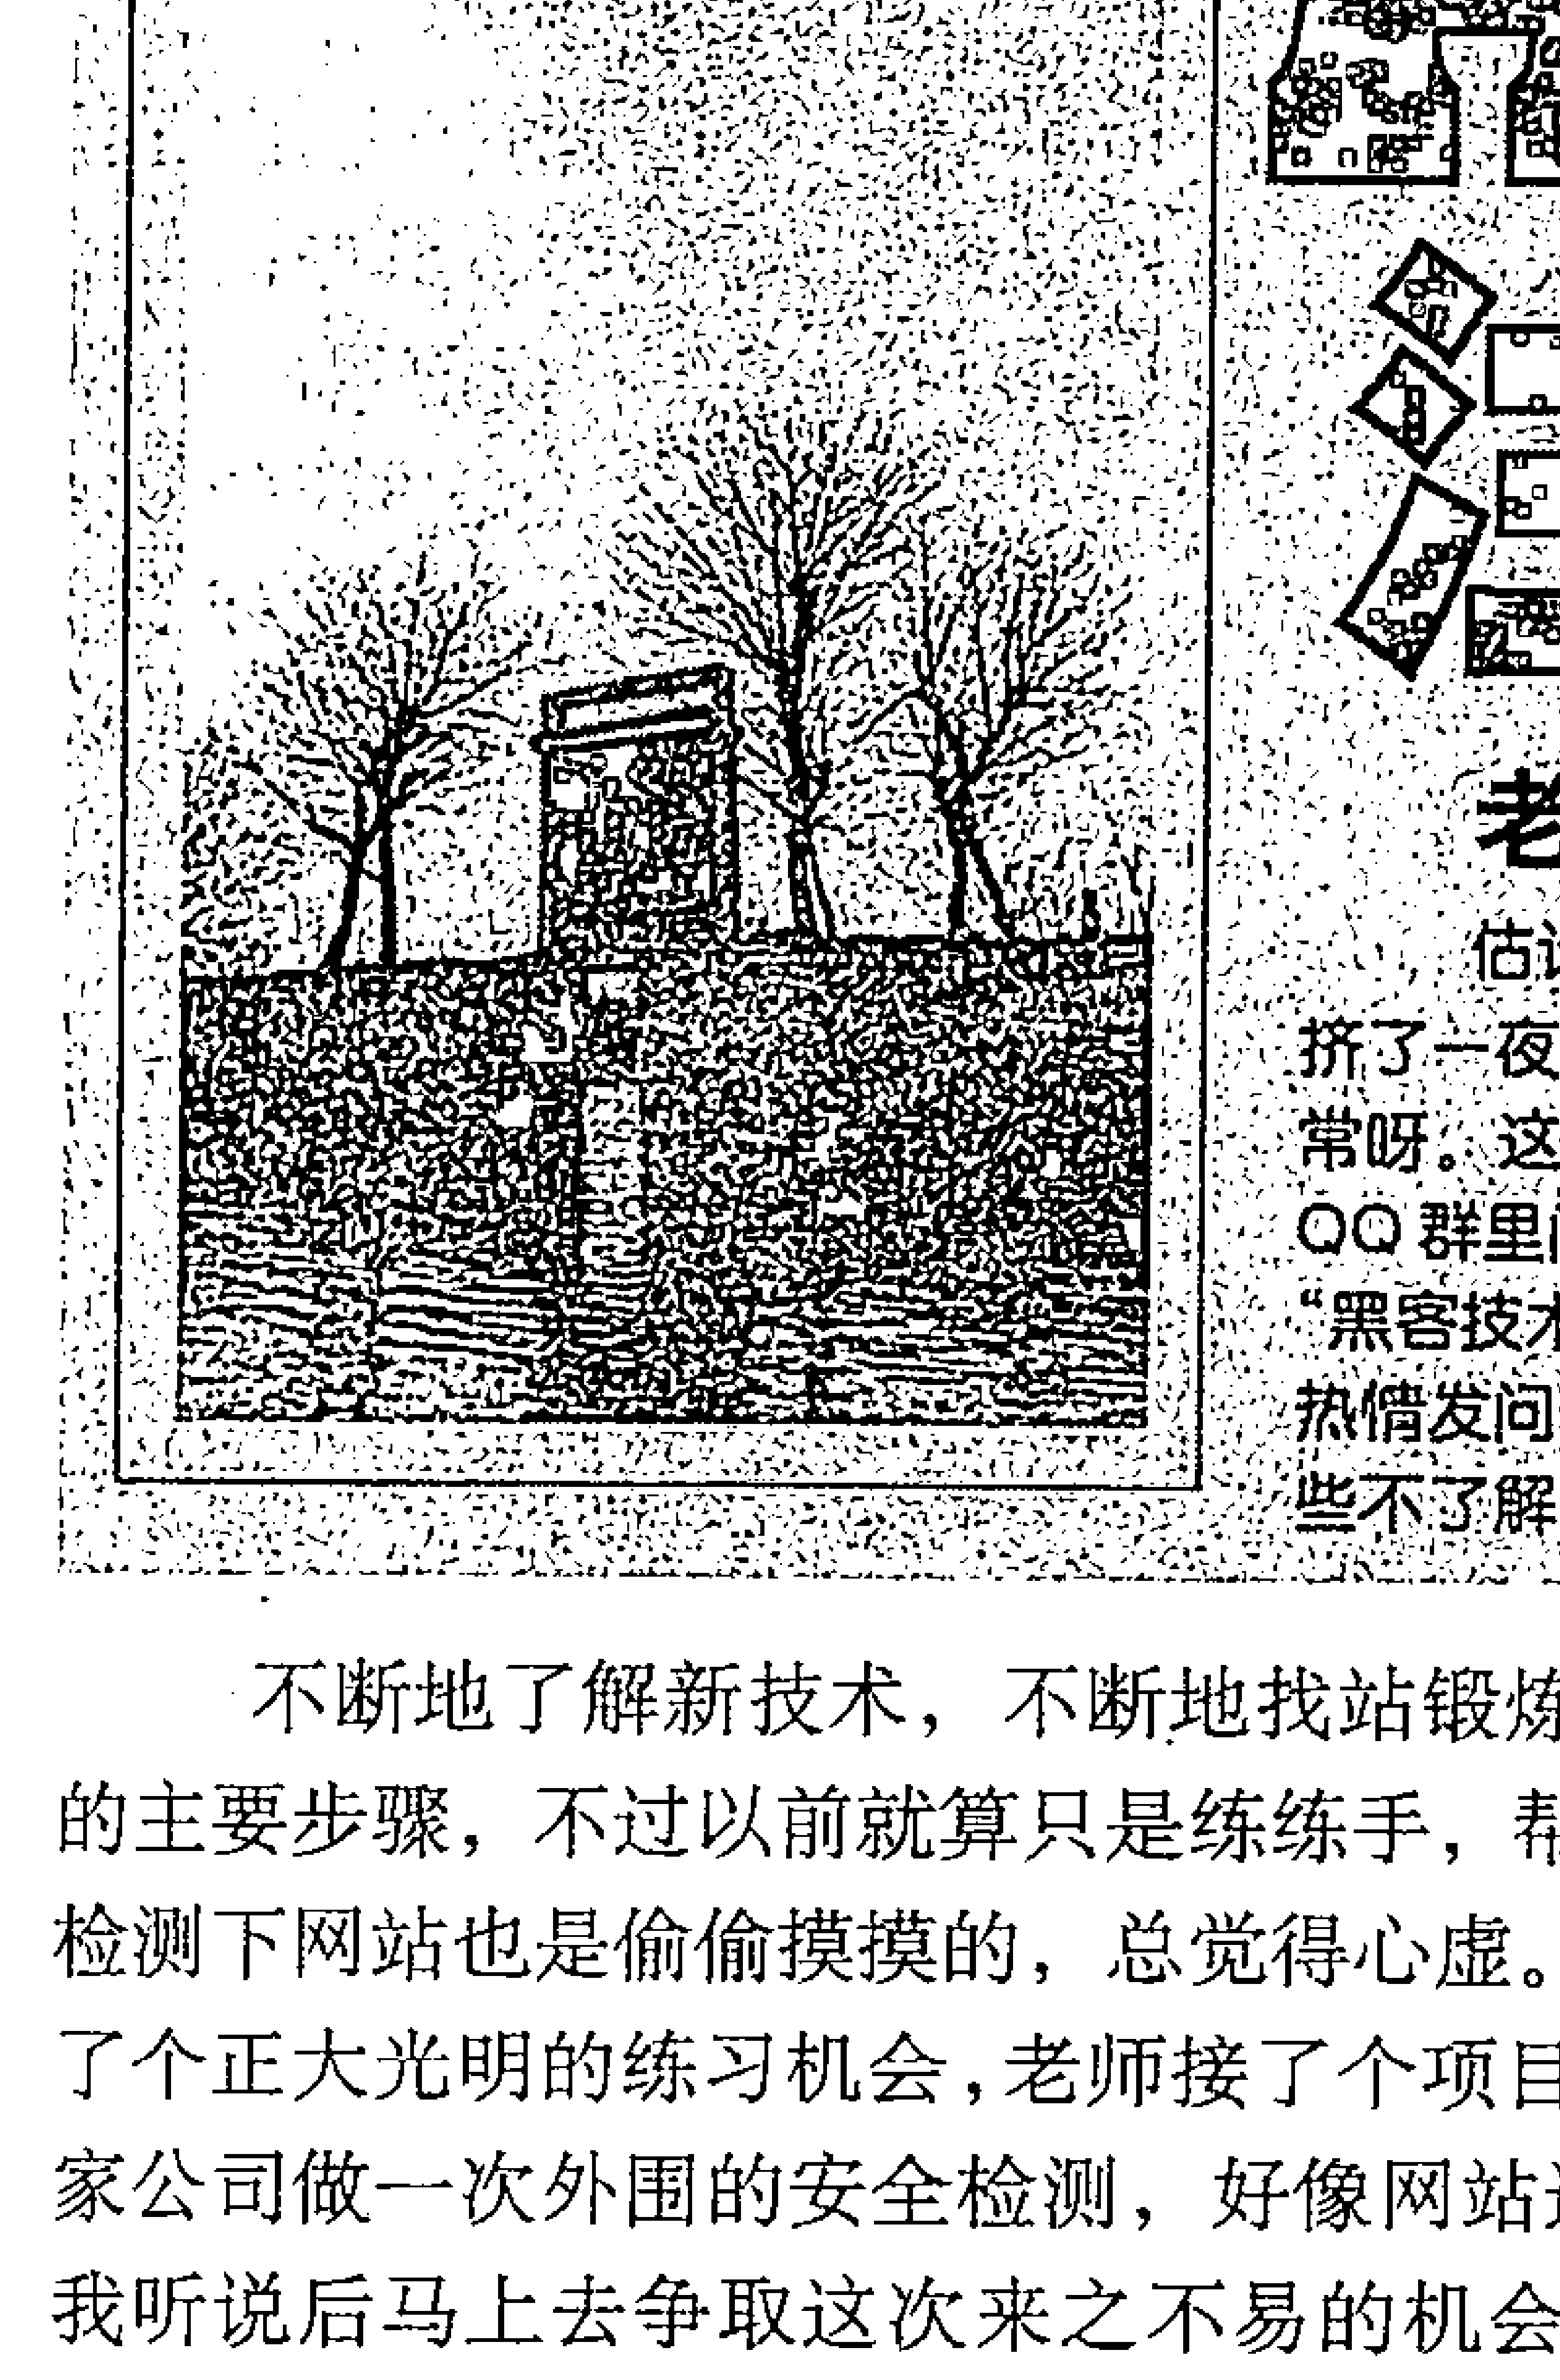 老
估
挤了一夜
常呀。这
QQ 群里
“黑客技术
热情发问
些不了解
不断地了解新技术，不断地找站锻炼
的主要步骤，不过以前就算只是练练手，帮
检测下网站也是偷偷摸摸的，总觉得心虚。
了个正大光明的练习机会，老师接了个项目
家公司做一次外围的安全检测，好像网站
我听说后马上去争取这次来之不易的机会